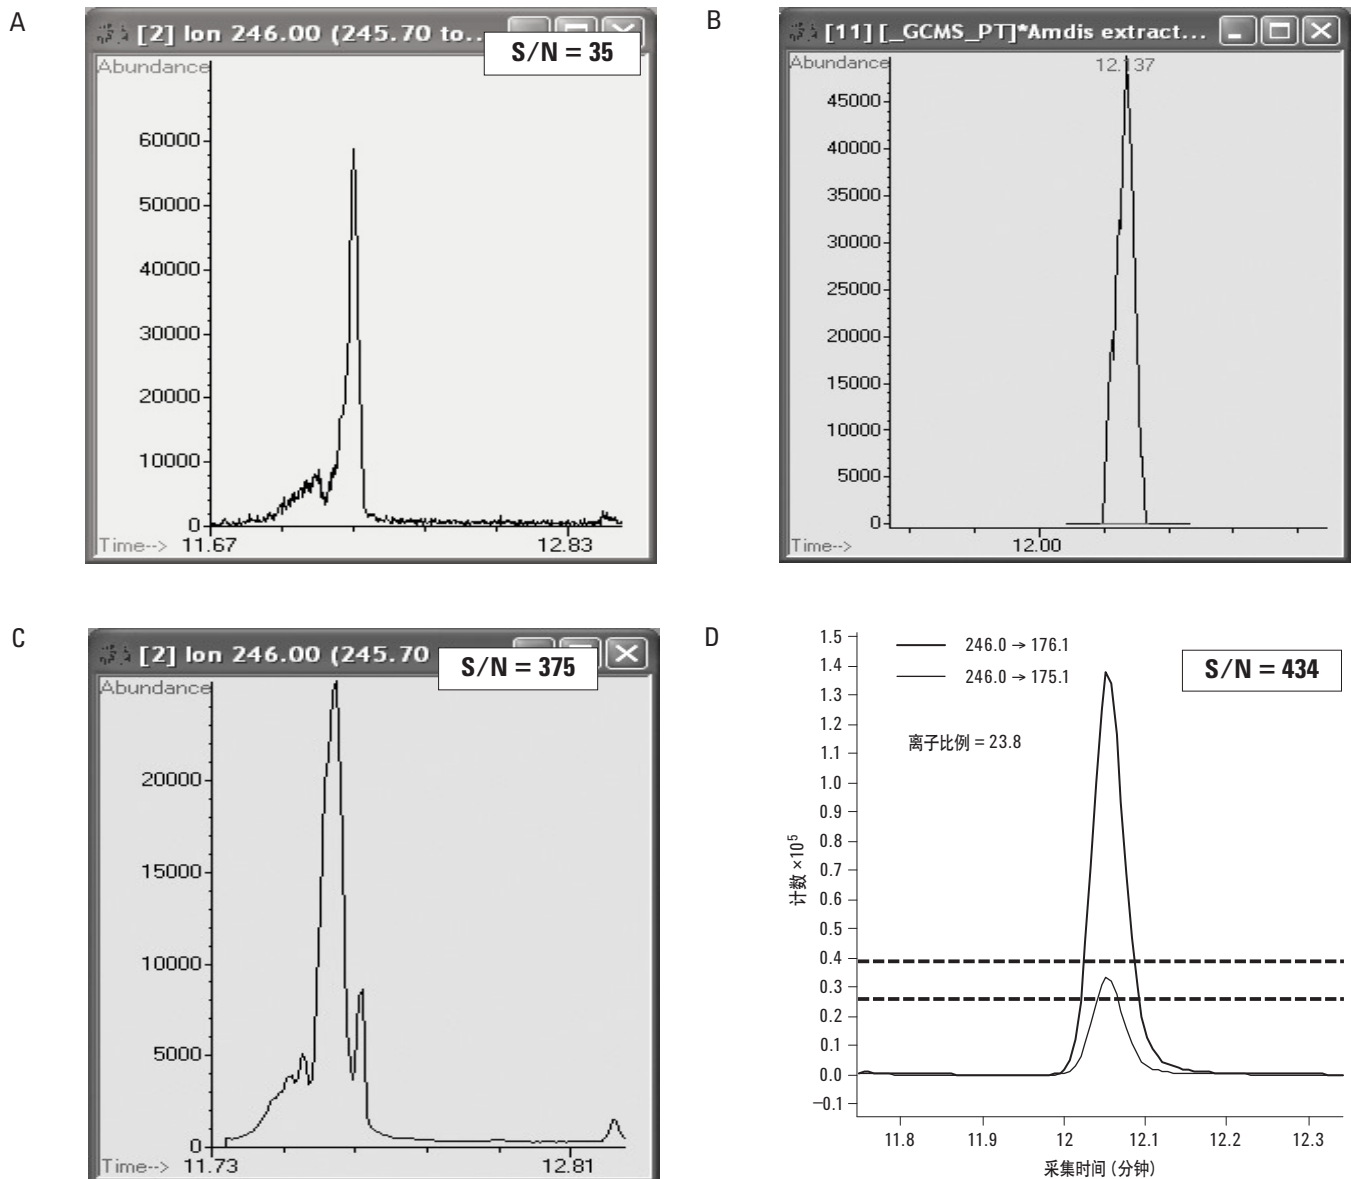 A
[2] Ion 246.00 (245.70 to...
S/N = 35
Abundance
60000
50000
40000
30000
20000
10000
0
Time-->
11.67
12.83
B
[11] [_GCMS_PT]*Amdis extract...
Abundance
12.137
45000
40000
35000
30000
25000
20000
15000
10000
5000
0
Time-->
12.00
C
[2] Ion 246.00 (245.70
S/N = 375
Abundance
20000
15000
10000
5000
0
Time-->
11.73
12.81
D
246.0 → 176.1
246.0 → 175.1
S/N = 434
离子比例 = 23.8
计数 ×10⁵
1.5
1.4
1.3
1.2
1.1
1.0
0.9
0.8
0.7
0.6
0.5
0.4
0.3
0.2
0.1
0.0
−0.1
11.8
11.9
12
12.1
12.2
12.3
采集时间 (分钟)